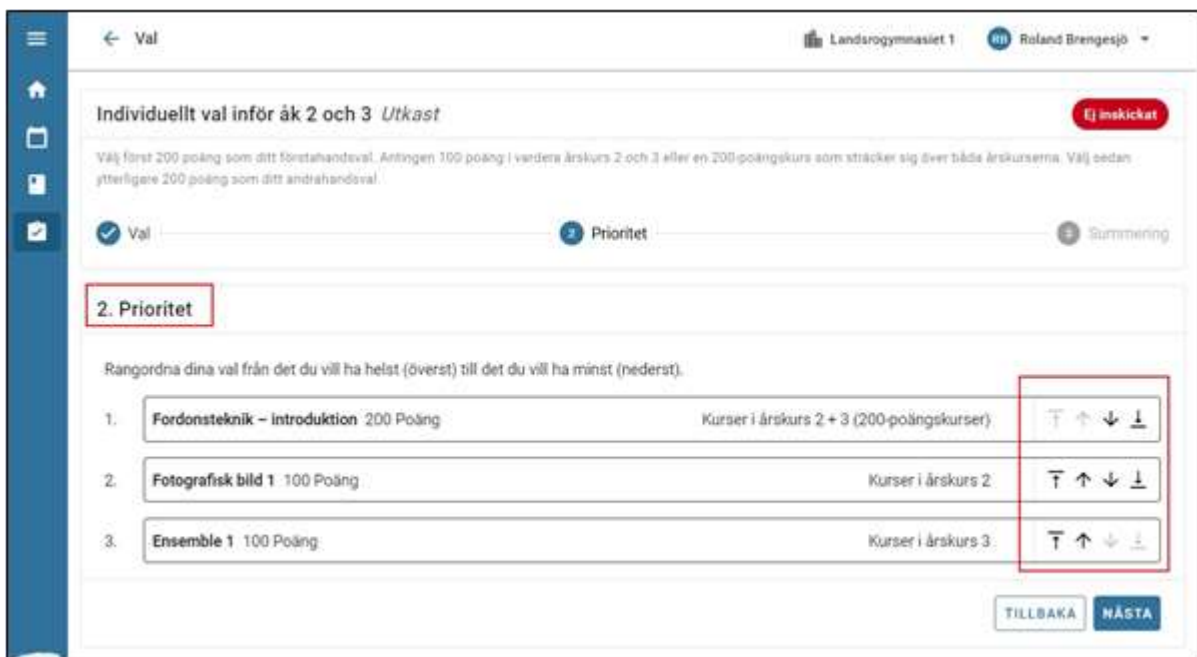 Val
Landsrogymnasiet 1
RB Roland Brengesjö
Individuellt val inför åk 2 och 3 Utkast
Ej inskickat
Välj först 200 poäng som ditt förstahandsval. Antingen 100 poäng i vardera årskurs 2 och 3 eller en 200-poängskurs som sträcker sig över båda årskurserna. Välj sedan
ytterligare 200 poäng som ditt andrahandsval.
Val
2 Prioritet
3 Summering
2. Prioritet
Rangordna dina val från det du vill ha helst (överst) till det du vill ha minst (nederst).
1. Fordonsteknik – introduktion 200 Poäng Kurser i årskurs 2 + 3 (200-poängskurser)
2. Fotografisk bild 1 100 Poäng Kurser i årskurs 2
3. Ensemble 1 100 Poäng Kurser i årskurs 3
TILLBAKA NÄSTA